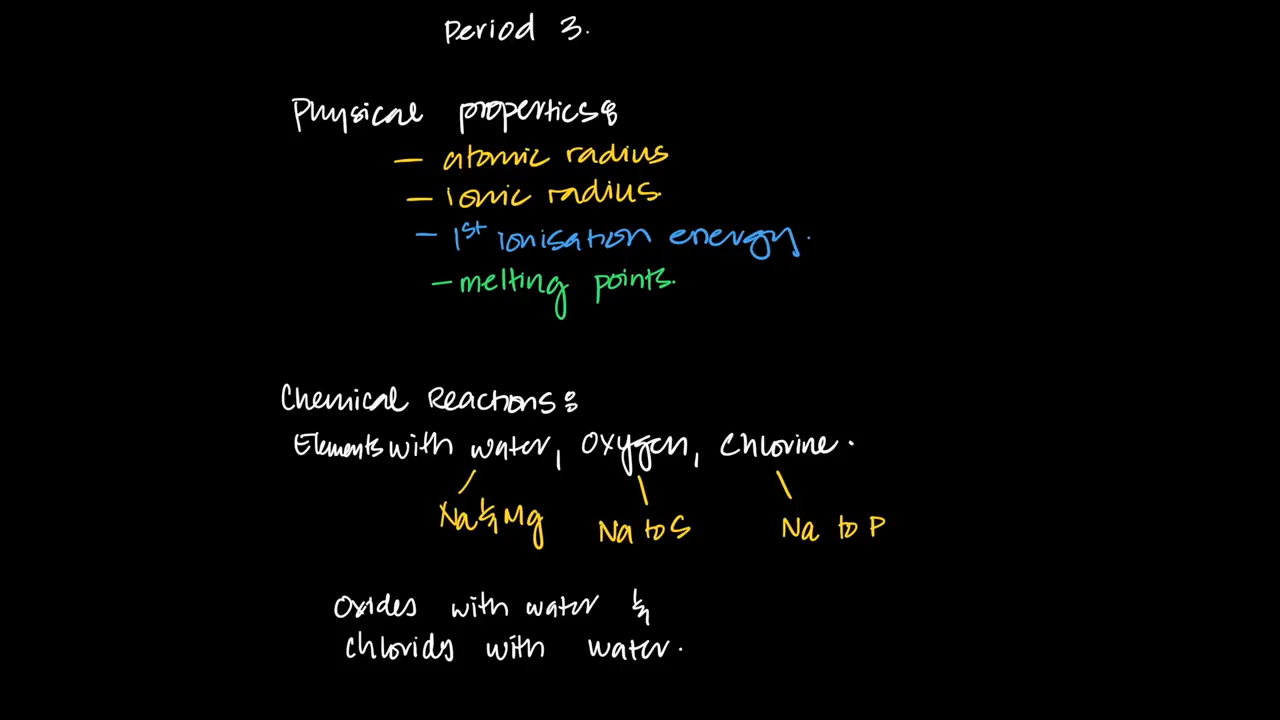 Period 3.
Physical properties:
– atomic radius
– ionic radius.
– 1st ionisation energy.
– melting points.
Chemical Reactions:
Elements with water, Oxygen, Chlorine.
Na & Mg
Na to S
Na to P
Oxides with water &
Chlorids with water.